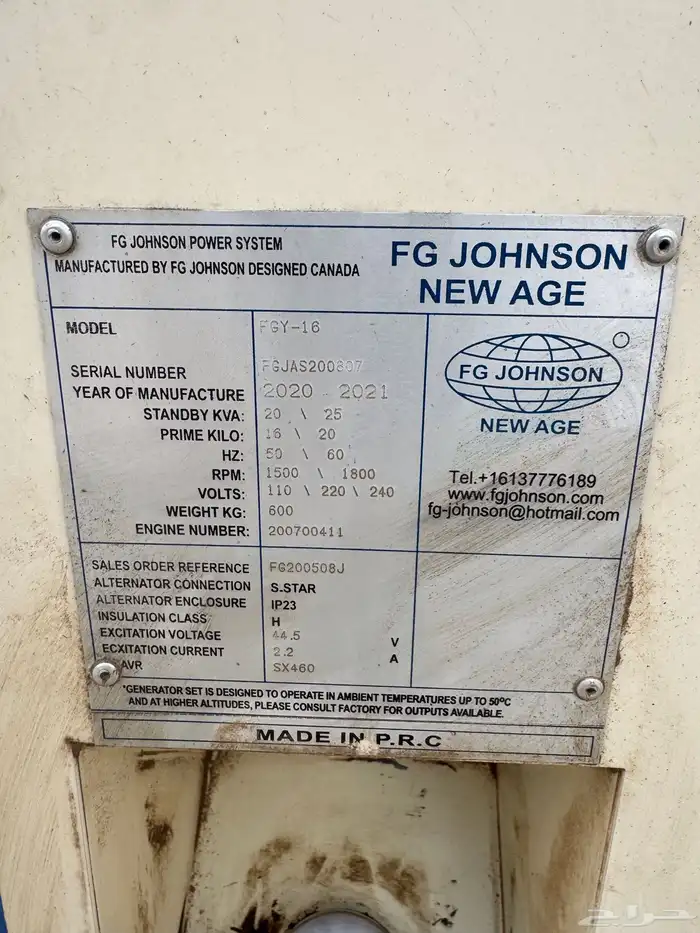 FG JOHNSON POWER SYSTEM
MANUFACTURED BY FG JOHNSON DESIGNED CANADA
FG JOHNSON
NEW AGE
MODEL FGY-16
SERIAL NUMBER FGJAS200807
YEAR OF MANUFACTURE 2020 - 2021
STANDBY KVA: 20 \ 25
PRIME KILO: 16 \ 20
HZ: 50 \ 60
RPM: 1500 \ 1800
VOLTS: 110 \ 220 \ 240
WEIGHT KG: 600
ENGINE NUMBER: 200700411
FG JOHNSON
NEW AGE
Tel.+16137776189
www.fgjohnson.com
fg-johnson@hotmail.com
SALES ORDER REFERENCE FG200508J
ALTERNATOR CONNECTION S.STAR
ALTERNATOR ENCLOSURE IP23
INSULATION CLASS H
EXCITATION VOLTAGE 44.5 V
ECXITATION CURRENT 2.2 A
AVR SX460
*GENERATOR SET IS DESIGNED TO OPERATE IN AMBIENT TEMPERATURES UP TO 50°C
AND AT HIGHER ALTITUDES, PLEASE CONSULT FACTORY FOR OUTPUTS AVAILABLE.
MADE IN P.R.C
حراج